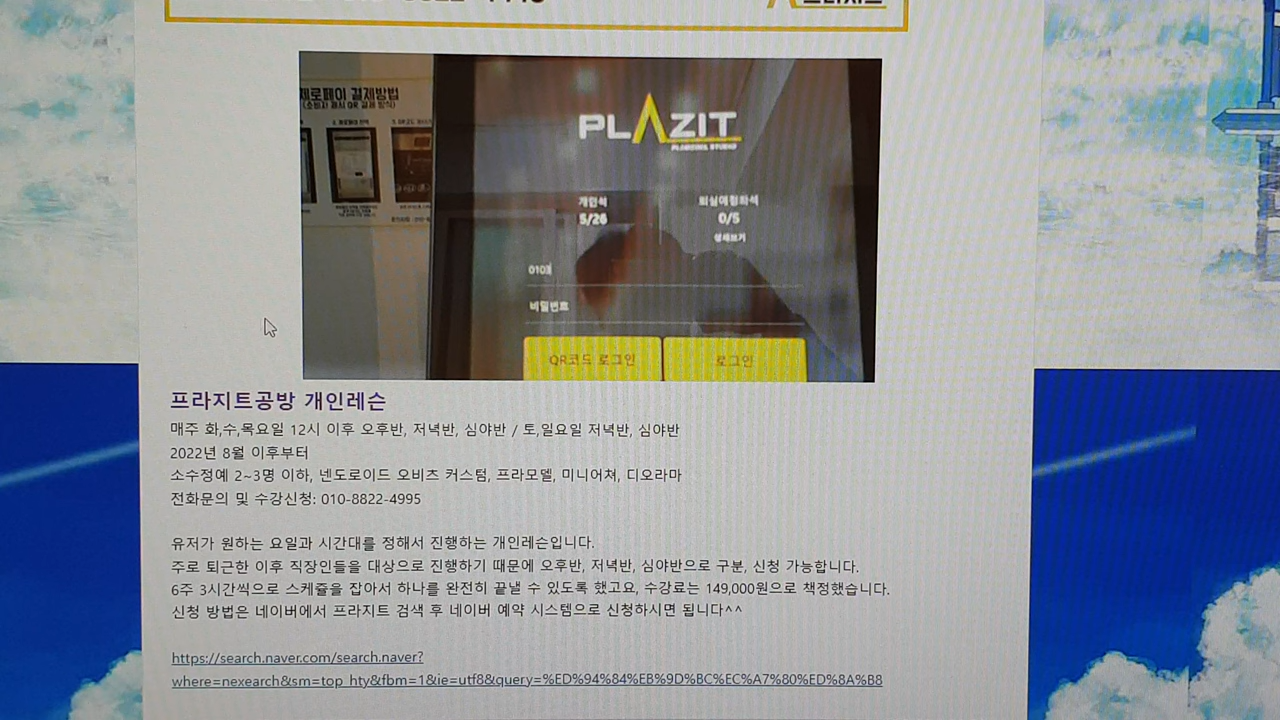 제로페이 결제방법
PLAZIT
개인석
퇴실예정좌석
5/26
0/5
상세보기
0103
비밀번호
QR코드 로그인
로그인
프라지트공방 개인레슨
매주 화,수,목요일 12시 이후 오후반, 저녁반, 심야반 / 토,일요일 저녁반, 심야반
2022년 8월 이후부터
소수정예 2~3명 이하, 넨도로이드 오비츠 커스텀, 프라모델, 미니어쳐, 디오라마
전화문의 및 수강신청: 010-8822-4995
유저가 원하는 요일과 시간대를 정해서 진행하는 개인레슨입니다.
주로 퇴근한 이후 직장인들을 대상으로 진행하기 때문에 오후반, 저녁반, 심야반으로 구분, 신청 가능합니다.
6주 3시간씩으로 스케쥴을 잡아서 하나를 완전히 끝낼 수 있도록 했고요, 수강료는 149,000원으로 책정했습니다.
신청 방법은 네이버에서 프라지트 검색 후 네이버 예약 시스템으로 신청하시면 됩니다^^
https://search.naver.com/search.naver?
where=nexearch&sm=top_hty&fbm=1&ie=utf8&query=%ED%94%84%EB%9D%BC%EC%A7%80%ED%8A%B8